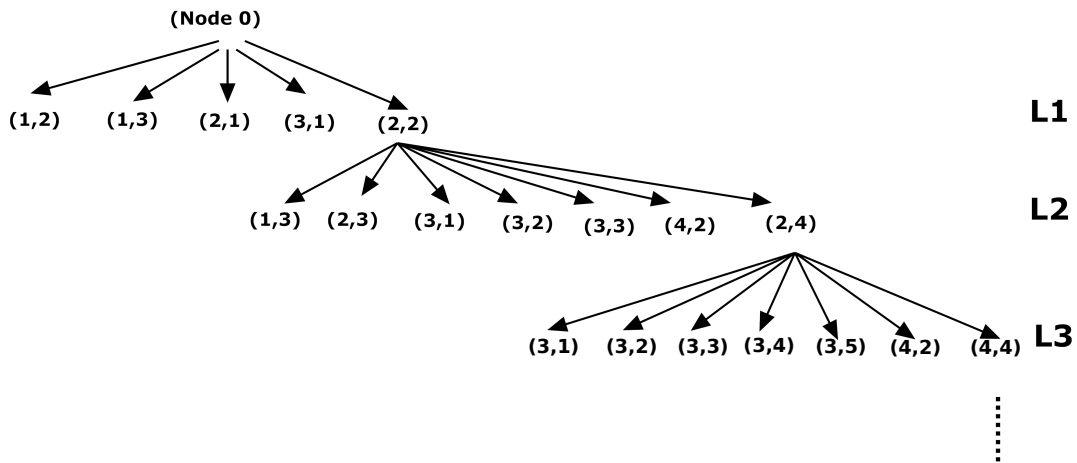 (Node 0)
(1,2) (1,3) (2,1) (3,1) (2,2) L1
(1,3) (2,3) (3,1) (3,2) (3,3) (4,2) (2,4) L2
(3,1) (3,2) (3,3) (3,4) (3,5) (4,2) (4,4) L3